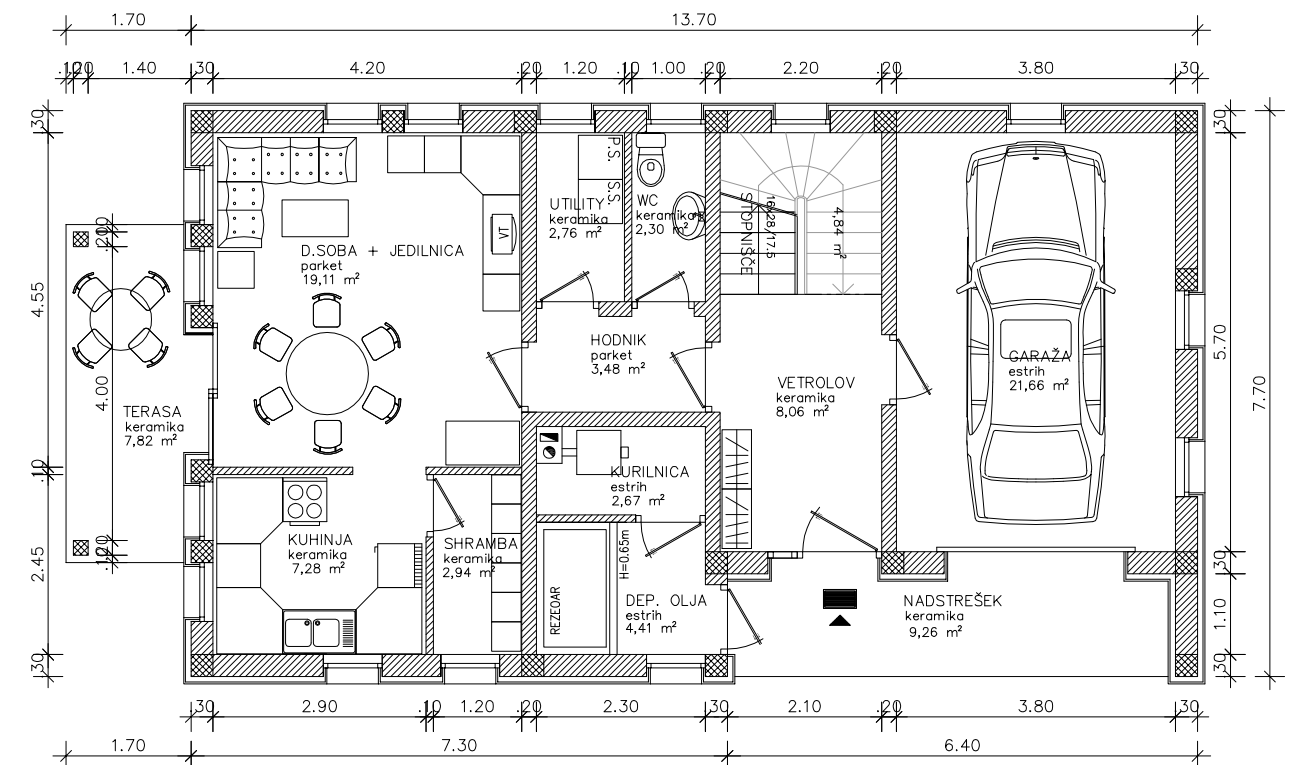 1.70
13.70
.10
.20
1.40
.30
4.20
.20
1.20
.10
1.00
.20
2.20
.20
3.80
.30
.30
4.55
.10
2.45
.30
.20
4.00
.20
.10
D.SOBA + JEDILNICA
parket
19,11 m²
VT
UTILITY
keramika
2,76 m²
P.S.
S.S.
WC
keramika
2,30 m²
STOPNIŠČE
16x28/17.5
4,84 m²
HODNIK
parket
3,48 m²
VETROLOV
keramika
8,06 m²
GARAŽA
estrih
21,66 m²
TERASA
keramika
7,82 m²
KURILNICA
estrih
2,67 m²
KUHINJA
keramika
7,28 m²
SHRAMBA
keramika
2,94 m²
REZEOAR
H=0.65m
DEP. OLJA
estrih
4,41 m²
NADSTREŠEK
keramika
9,26 m²
.30
5.70
.30
1.10
.30
7.70
.30
2.90
.10
1.20
.20
2.30
.30
2.10
.20
3.80
.30
1.70
7.30
6.40